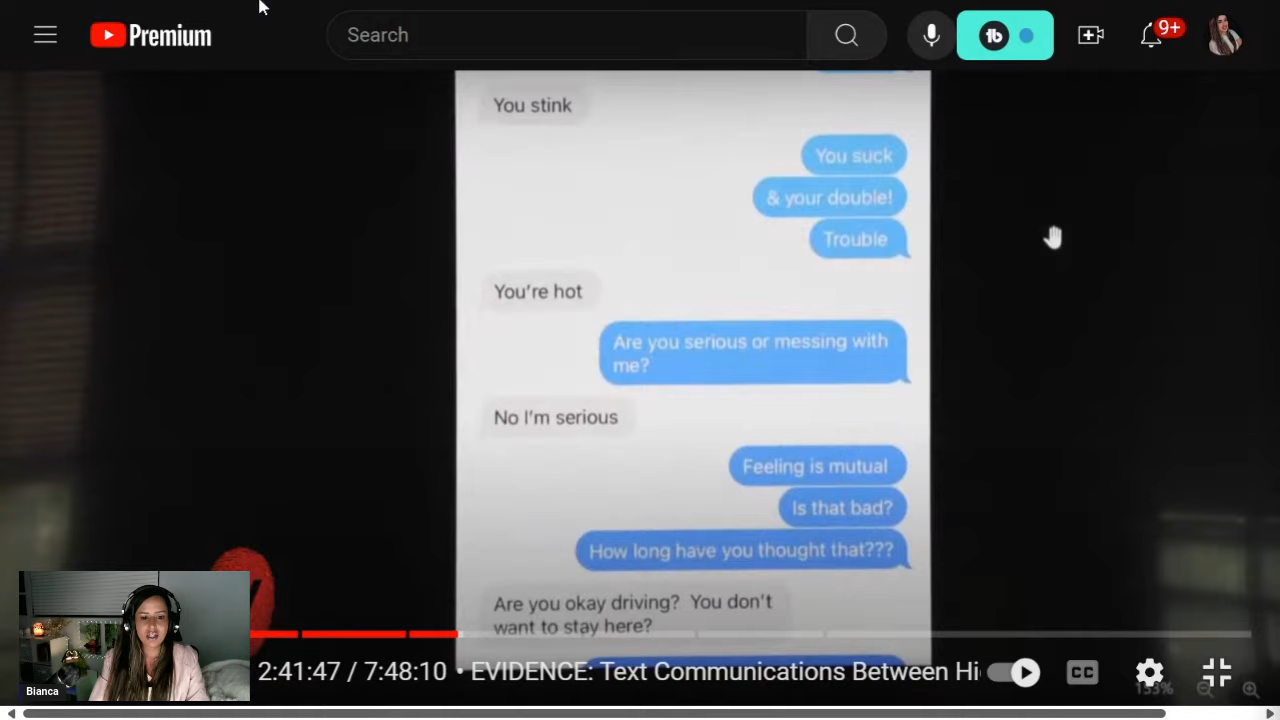 Premium
Search
9+
You stink
You suck
& your double!
Trouble
You're hot
Are you serious or messing with
me?
No I'm serious
Feeling is mutual
Is that bad?
How long have you thought that???
Are you okay driving? You don't
want to stay here?
Bianca
2:41:47 / 7:48:10 • EVIDENCE: Text Communications Between Hi
CC
153%